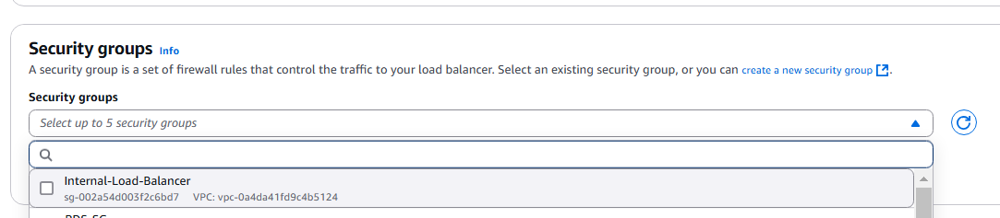 Security groups Info
A security group is a set of firewall rules that control the traffic to your load balancer. Select an existing security group, or you can create a new security group.
Security groups
Select up to 5 security groups
Internal-Load-Balancer
sg-002a54d003f2c6bd7 VPC: vpc-0a4da41fd9c4b5124